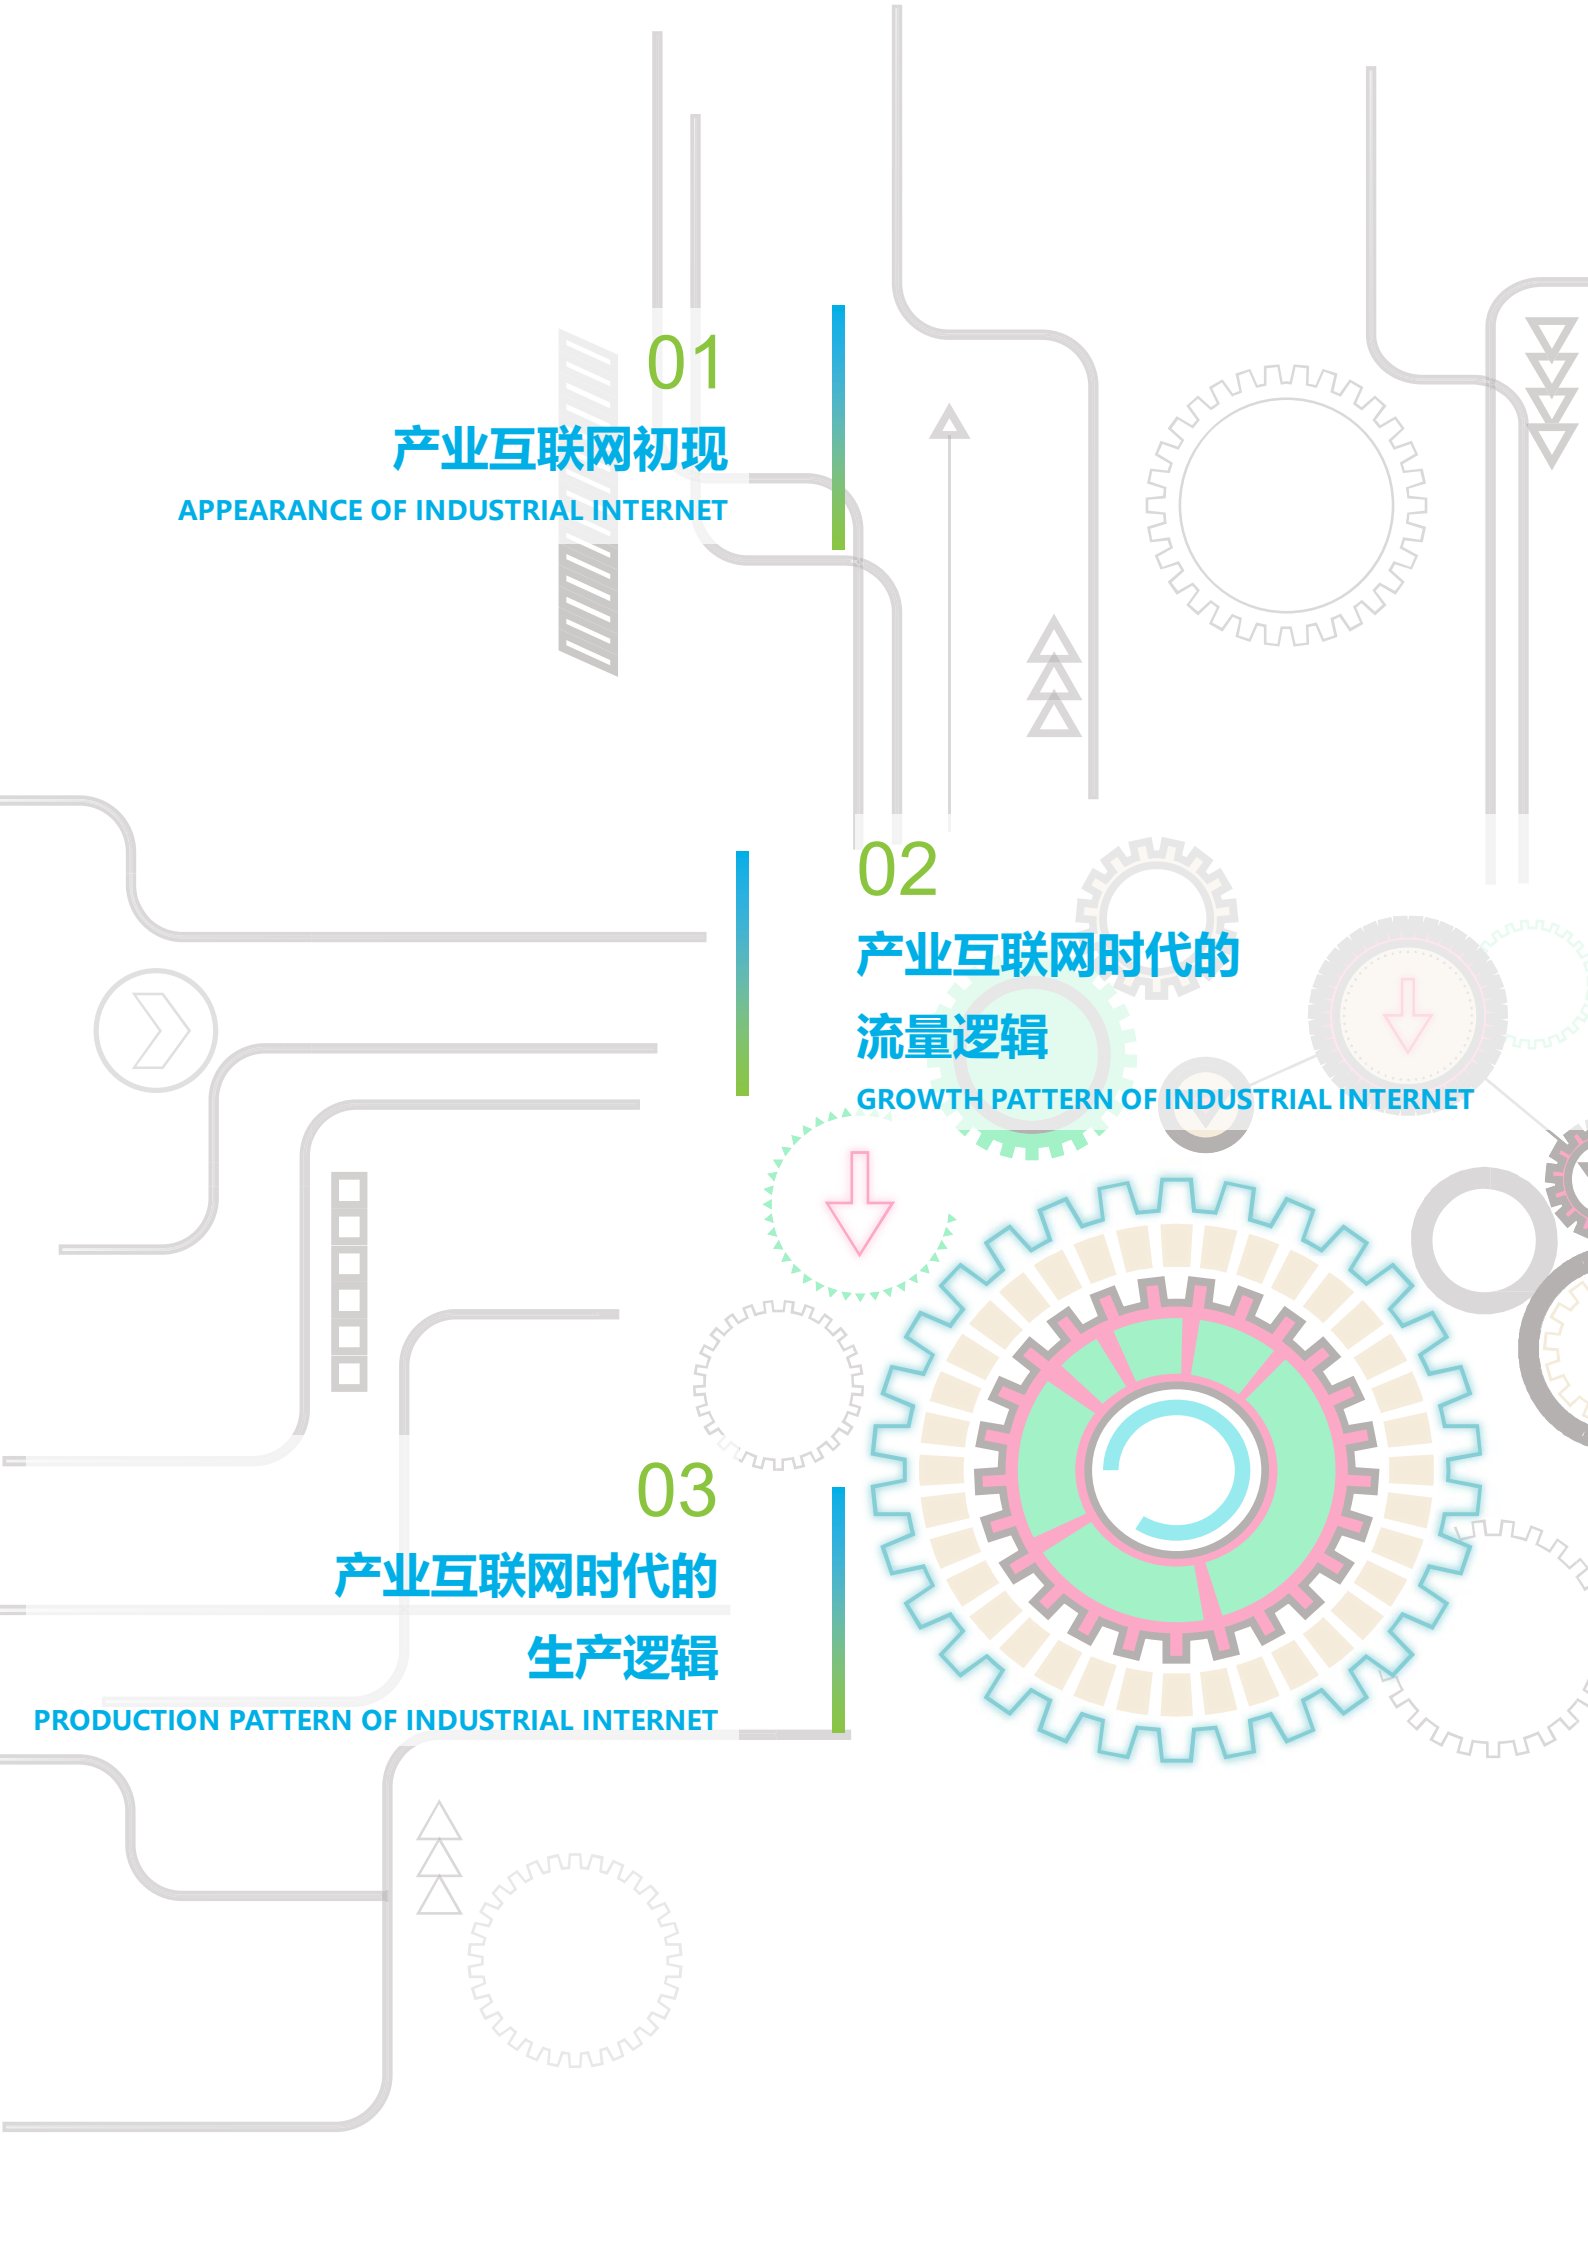 01
产业互联网初现
APPEARANCE OF INDUSTRIAL INTERNET
02
产业互联网时代的
流量逻辑
GROWTH PATTERN OF INDUSTRIAL INTERNET
03
产业互联网时代的
生产逻辑
PRODUCTION PATTERN OF INDUSTRIAL INTERNET